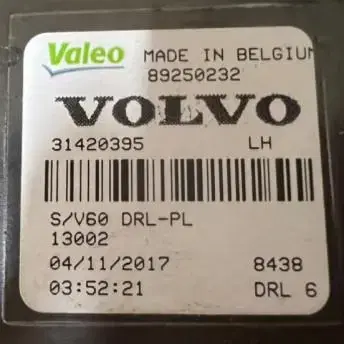 Valeo MADE IN BELGIUM
89250232
VOLVO
31420395 LH
S/V60 DRL-PL
13002
04/11/2017 8438
03:52:21 DRL 6